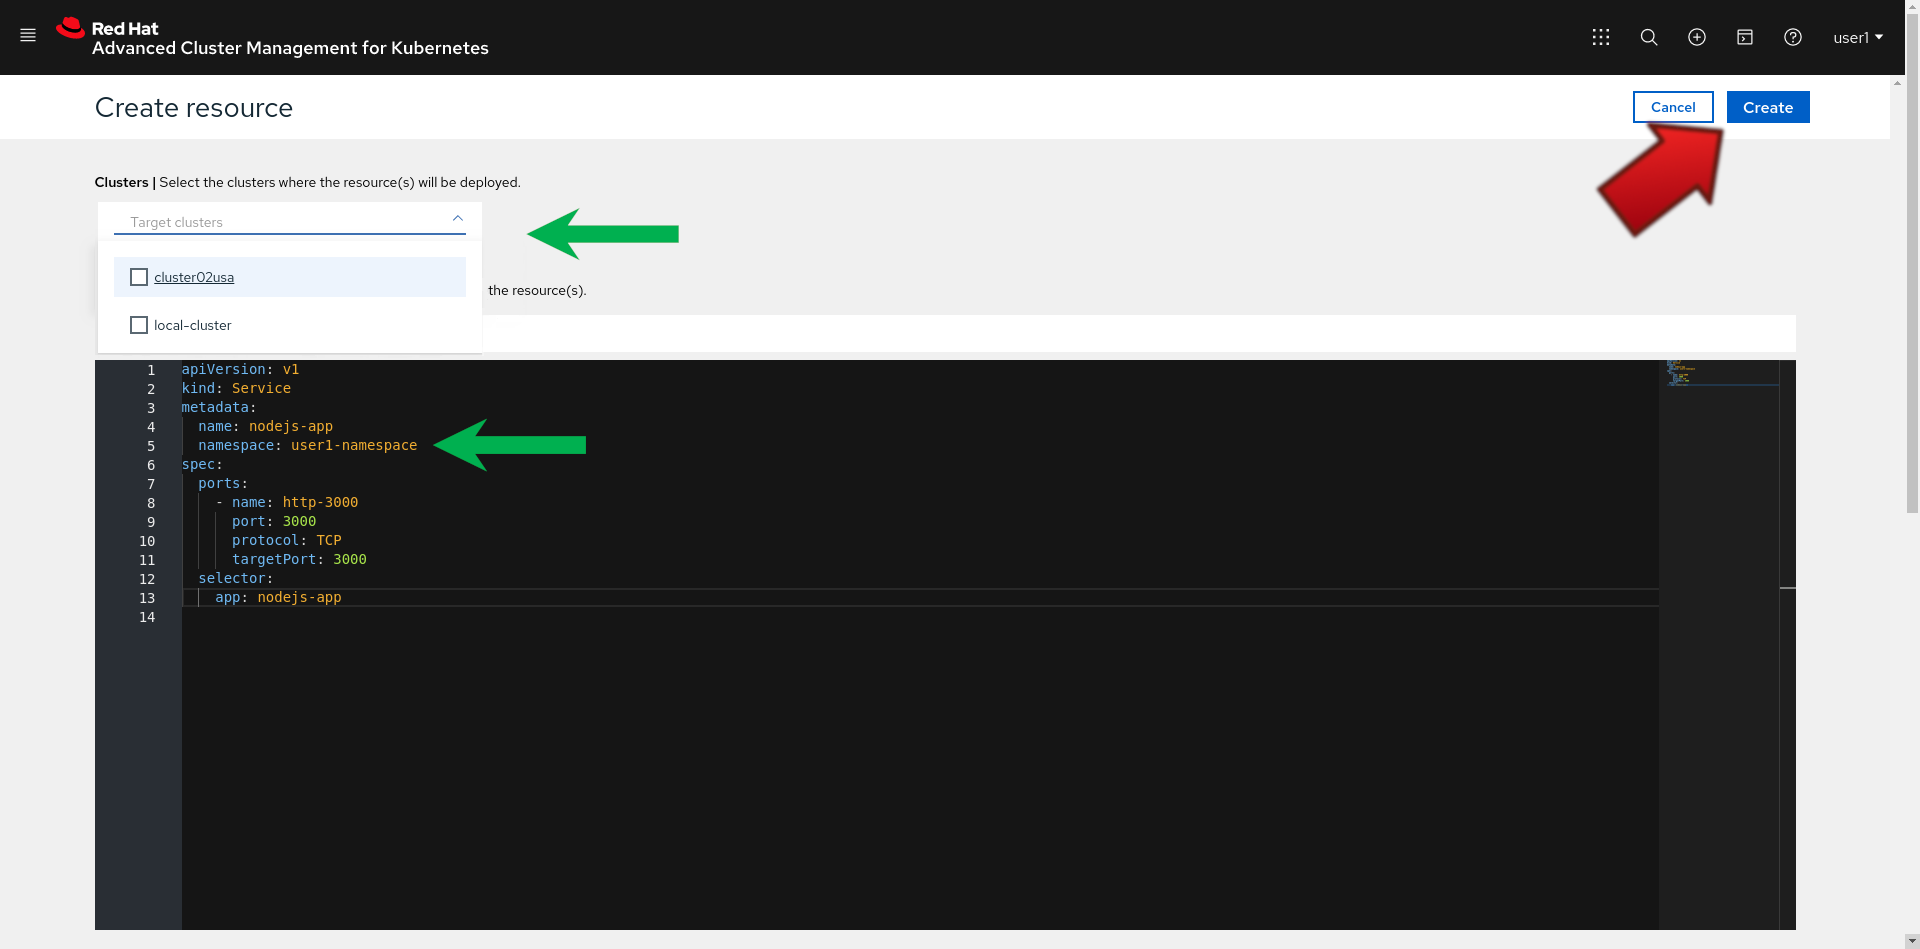 Red Hat
Advanced Cluster Management for Kubernetes
user1
Create resource
Cancel
Create
Clusters | Select the clusters where the resource(s) will be deployed.
Target clusters
cluster02usa
the resource(s).
local-cluster
1 apiVersion: v1
2 kind: Service
3 metadata:
4   name: nodejs-app
5   namespace: user1-namespace
6 spec:
7   ports:
8     - name: http-3000
9       port: 3000
10       protocol: TCP
11       targetPort: 3000
12   selector:
13     app: nodejs-app
14